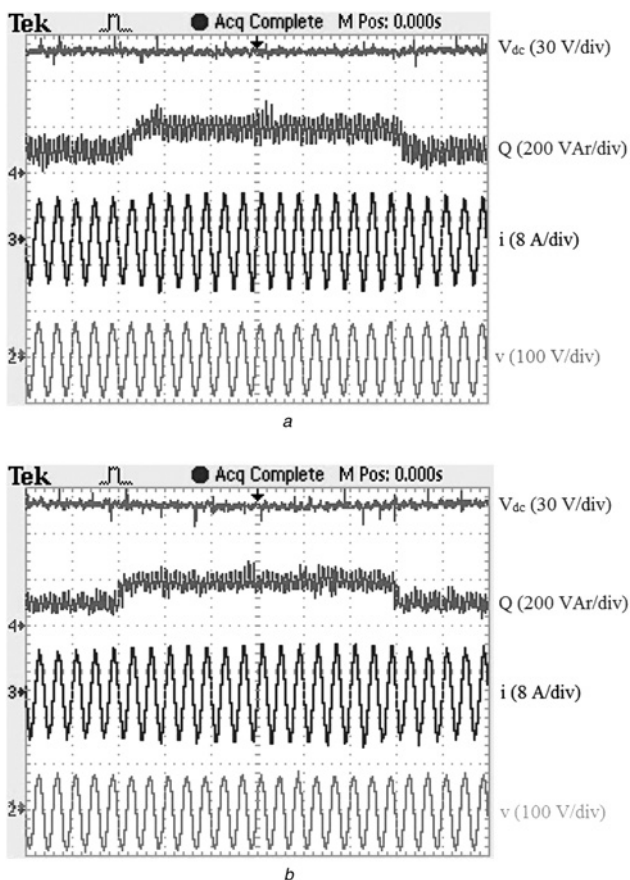 Tek Acq Complete M Pos: 0.000s
Vdc (30 V/div)
Q (200 VAr/div)
4
i (8 A/div)
3
v (100 V/div)
2
a
Tek Acq Complete M Pos: 0.000s
Vdc (30 V/div)
Q (200 VAr/div)
4
i (8 A/div)
3
v (100 V/div)
2
b